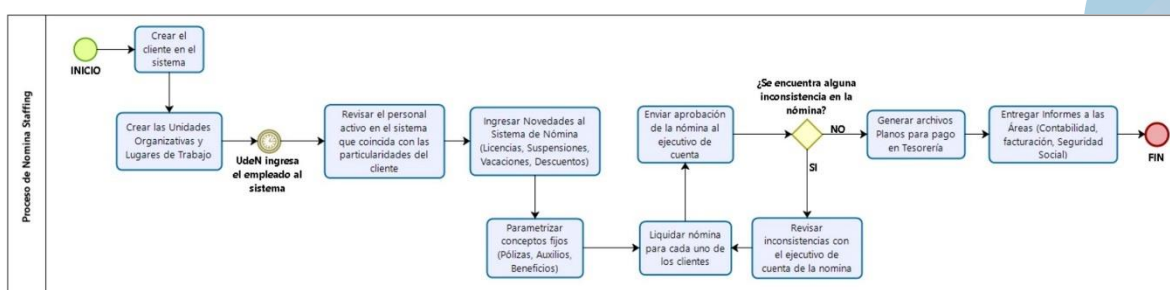 Proceso de Nomina Staffing
INICIO
Crear el
cliente en el
sistema
Crear las Unidades
Organizativas y
Lugares de Trabajo
UdeN ingresa
el empleado al
sistema
Revisar el personal
activo en el sistema
que coincida con las
particularidades del
cliente
Ingresar Novedades al
Sistema de Nómina
(Licencias, Suspensiones,
Vacaciones, Descuentos)
Parametrizar
conceptos fijos
(Pólizas, Auxilios,
Beneficios)
Liquidar nómina
para cada uno de
los clientes
Enviar aprobación
de la nómina al
ejecutivo de
cuenta
¿Se encuentra alguna
inconsistencia en la
nómina?
NO
SI
Revisar
inconsistencias con
el ejecutivo de
cuenta de la nomina
Generar archivos
Planos para pago
en Tesorería
Entregar Informes a las
Áreas (Contabilidad,
facturación, Seguridad
Social)
FIN